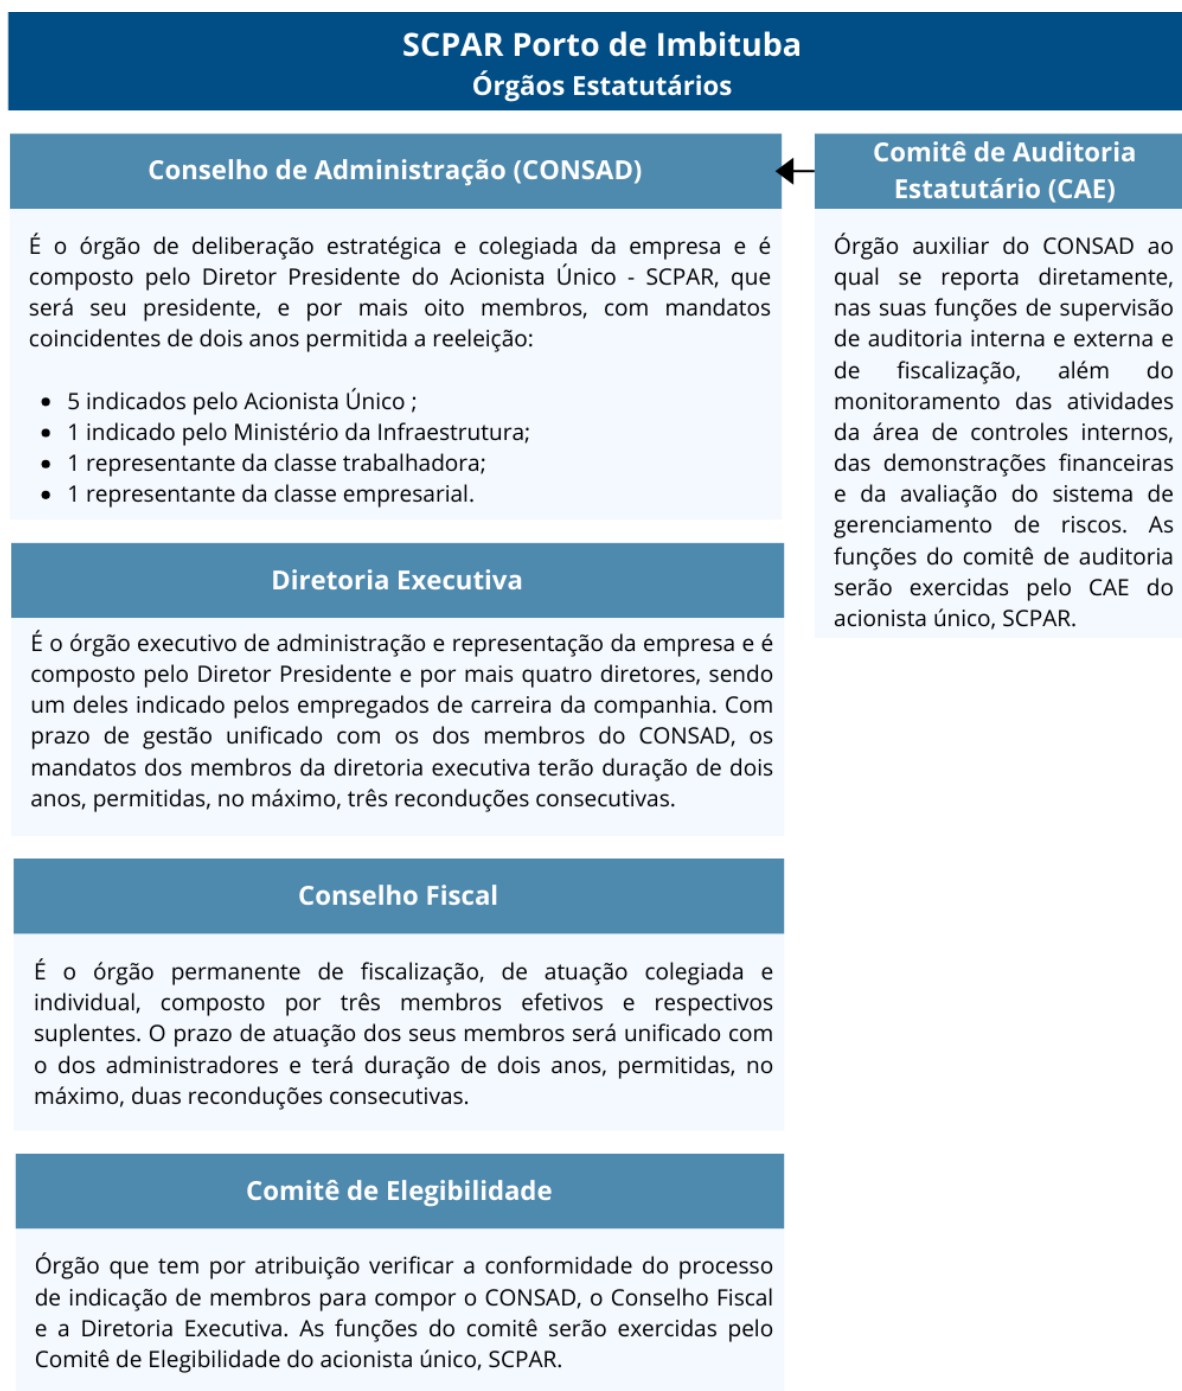 SCPAR Porto de Imbituba
Órgãos Estatutários
Conselho de Administração (CONSAD)
É o órgão de deliberação estratégica e colegiada da empresa e é
composto pelo Diretor Presidente do Acionista Único - SCPAR, que
será seu presidente, e por mais oito membros, com mandatos
coincidentes de dois anos permitida a reeleição:
• 5 indicados pelo Acionista Único ;
• 1 indicado pelo Ministério da Infraestrutura;
• 1 representante da classe trabalhadora;
• 1 representante da classe empresarial.
Comitê de Auditoria
Estatutário (CAE)
Órgão auxiliar do CONSAD ao
qual se reporta diretamente,
nas suas funções de supervisão
de auditoria interna e externa e
de fiscalização, além do
monitoramento das atividades
da área de controles internos,
das demonstrações financeiras
e da avaliação do sistema de
gerenciamento de riscos. As
funções do comitê de auditoria
serão exercidas pelo CAE do
acionista único, SCPAR.
Diretoria Executiva
É o órgão executivo de administração e representação da empresa e é
composto pelo Diretor Presidente e por mais quatro diretores, sendo
um deles indicado pelos empregados de carreira da companhia. Com
prazo de gestão unificado com os dos membros do CONSAD, os
mandatos dos membros da diretoria executiva terão duração de dois
anos, permitidas, no máximo, três reconduções consecutivas.
Conselho Fiscal
É o órgão permanente de fiscalização, de atuação colegiada e
individual, composto por três membros efetivos e respectivos
suplentes. O prazo de atuação dos seus membros será unificado com
o dos administradores e terá duração de dois anos, permitidas, no
máximo, duas reconduções consecutivas.
Comitê de Elegibilidade
Órgão que tem por atribuição verificar a conformidade do processo
de indicação de membros para compor o CONSAD, o Conselho Fiscal
e a Diretoria Executiva. As funções do comitê serão exercidas pelo
Comitê de Elegibilidade do acionista único, SCPAR.